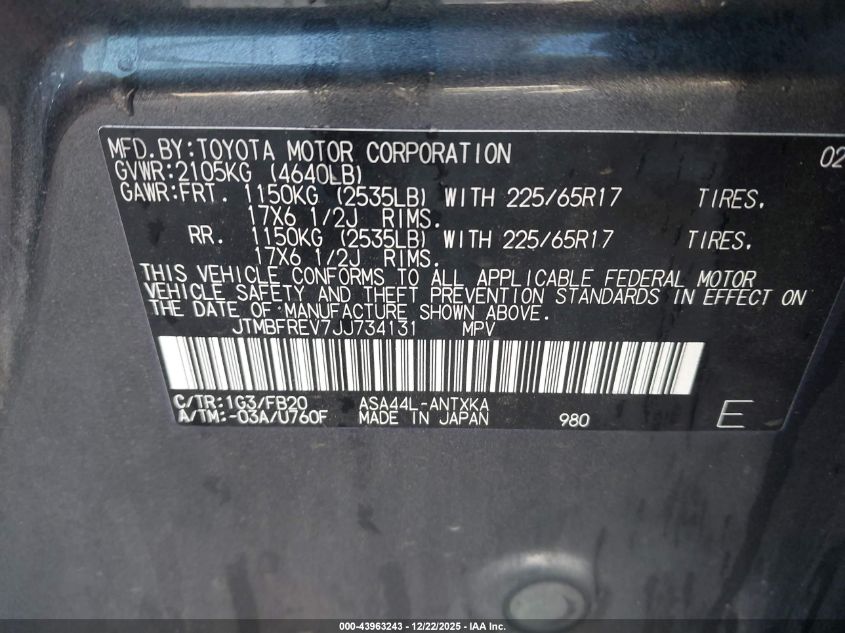 MFD.BY:TOYOTA MOTOR CORPORATION 02
GVWR:2105KG (4640LB)
GAWR:FRT. 1150KG (2535LB) WITH 225/65R17 TIRES,
17X6 1/2J RIMS.
RR. 1150KG (2535LB) WITH 225/65R17 TIRES,
17X6 1/2J RIMS.
THIS VEHICLE CONFORMS TO ALL APPLICABLE FEDERAL MOTOR
VEHICLE SAFETY AND THEFT PREVENTION STANDARDS IN EFFECT ON
THE DATE OF MANUFACTURE SHOWN ABOVE.
JTMBFREV7JJ734131 MPV
C/TR:1G3/FB20 ASA44L-ANTXKA
A/TM:-03A/U760F MADE IN JAPAN 980 E
000-43963243 - 12/22/2025 - IAA Inc.